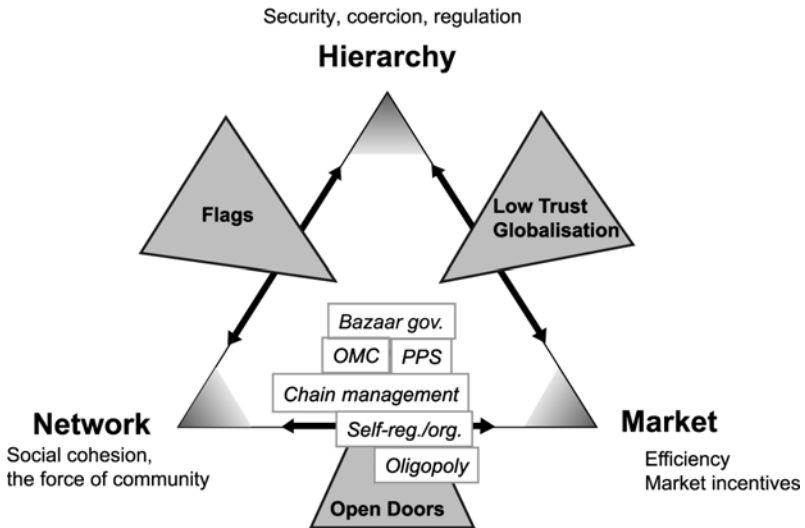 Security, coercion, regulation
Hierarchy
Flags
Low Trust
Globalisation
Bazaar gov.
OMC
PPS
Chain management
Self-reg./org.
Oligopoly
Open Doors
Network
Social cohesion,
the force of community
Market
Efficiency
Market incentives